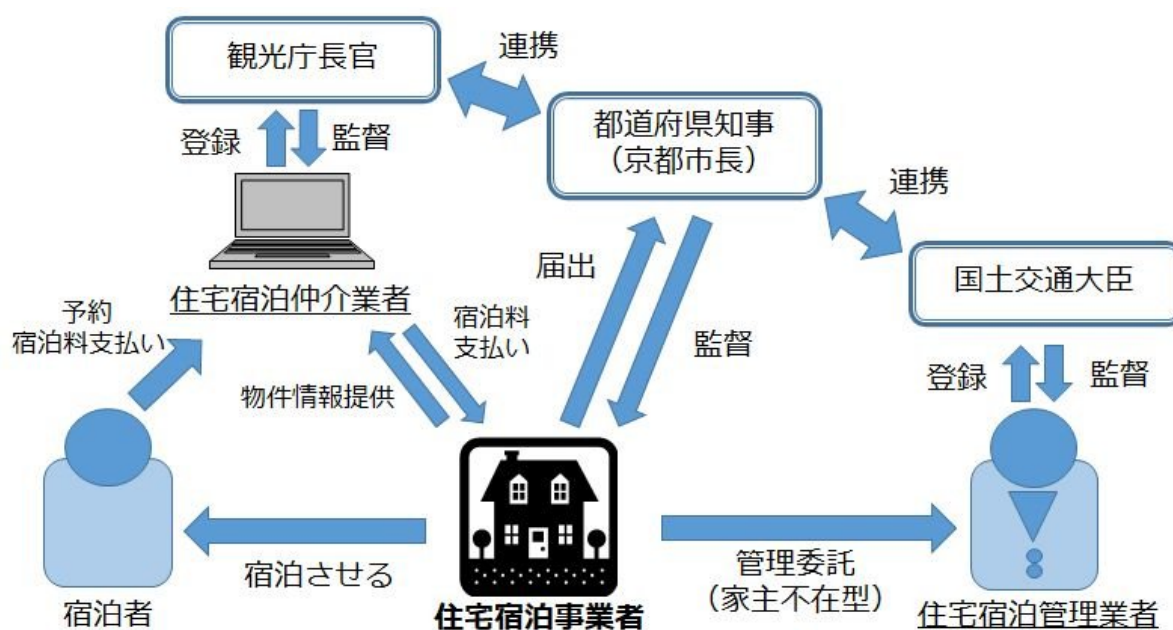 観光庁長官
連携
都道府県知事
（京都市長）
登録
監督
連携
国土交通大臣
住宅宿泊仲介業者
届出
監督
予約
宿泊料支払い
宿泊料
支払い
物件情報提供
登録
監督
宿泊させる
管理委託
（家主不在型）
宿泊者
住宅宿泊事業者
住宅宿泊管理業者